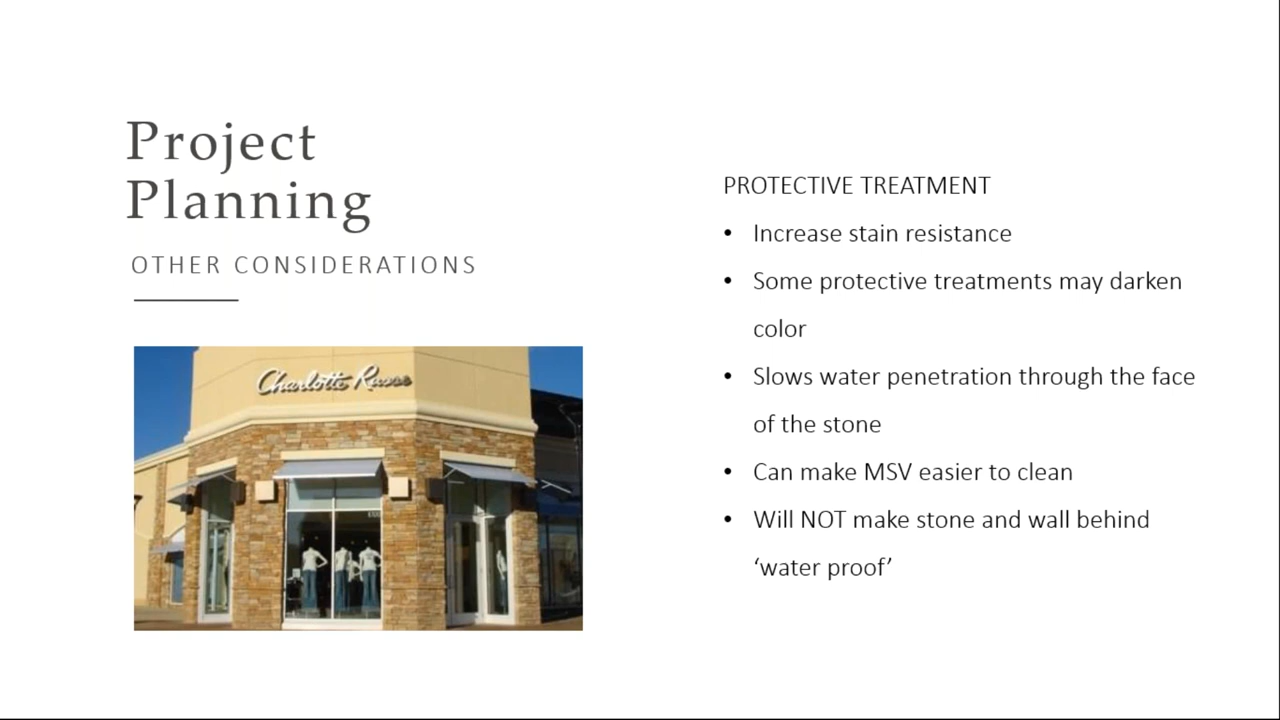 Project
Planning
OTHER CONSIDERATIONS
Charlotte Russe
PROTECTIVE TREATMENT
• Increase stain resistance
• Some protective treatments may darken
color
• Slows water penetration through the face
of the stone
• Can make MSV easier to clean
• Will NOT make stone and wall behind
‘water proof’